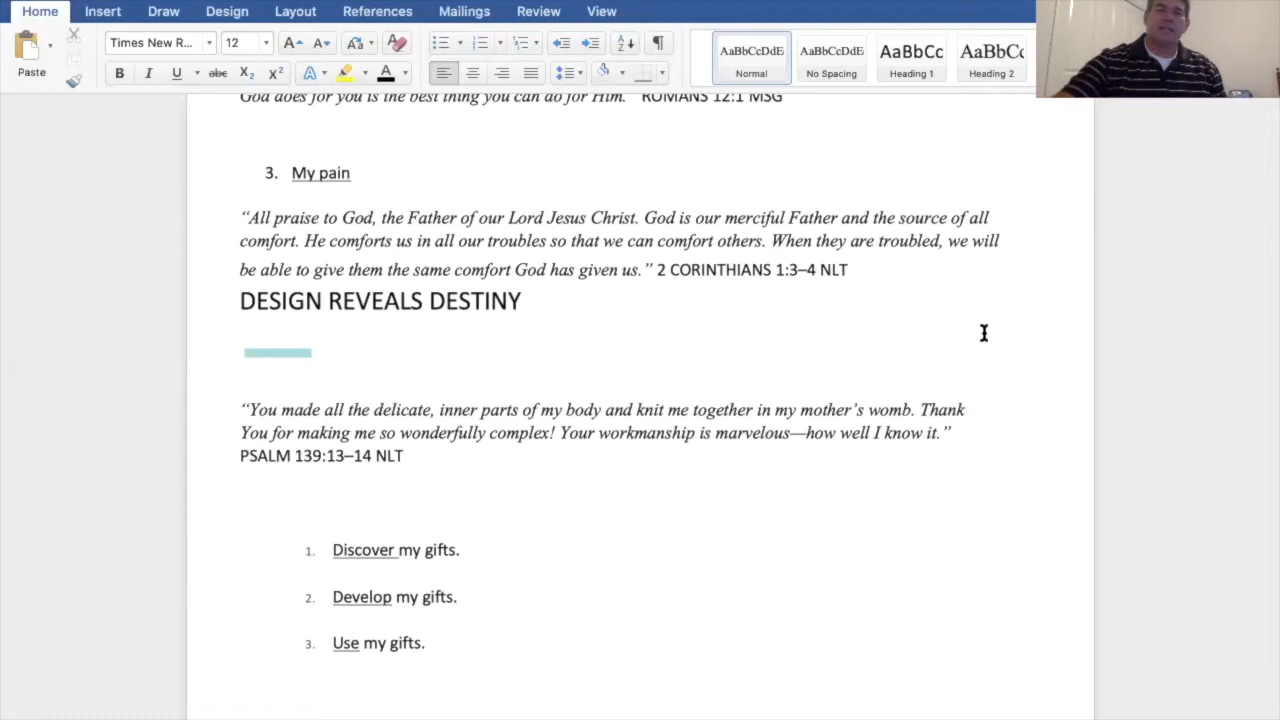 Home Insert Draw Design Layout References Mailings Review View
Paste
Times New R... 12
AaBbCcDdE AaBbCcDdE AaBbCc AaBbCc
Normal No Spacing Heading 1 Heading 2
God does for you is the best thing you can do for Him. ROMANS 12:1 MSG
3. My pain
“All praise to God, the Father of our Lord Jesus Christ. God is our merciful Father and the source of all
comfort. He comforts us in all our troubles so that we can comfort others. When they are troubled, we will
be able to give them the same comfort God has given us.” 2 CORINTHIANS 1:3–4 NLT
DESIGN REVEALS DESTINY
“You made all the delicate, inner parts of my body and knit me together in my mother’s womb. Thank
You for making me so wonderfully complex! Your workmanship is marvelous—how well I know it.”
PSALM 139:13–14 NLT
1. Discover my gifts.
2. Develop my gifts.
3. Use my gifts.